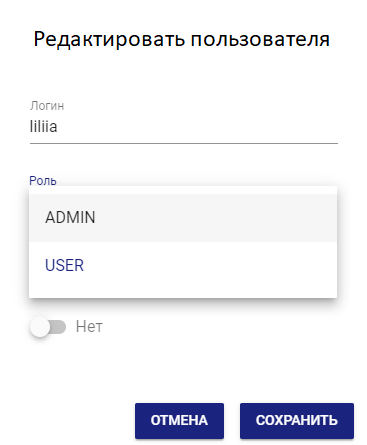 Редактировать пользователя
Логин
liliia
Роль
ADMIN
USER
Нет
ОТМЕНА
СОХРАНИТЬ